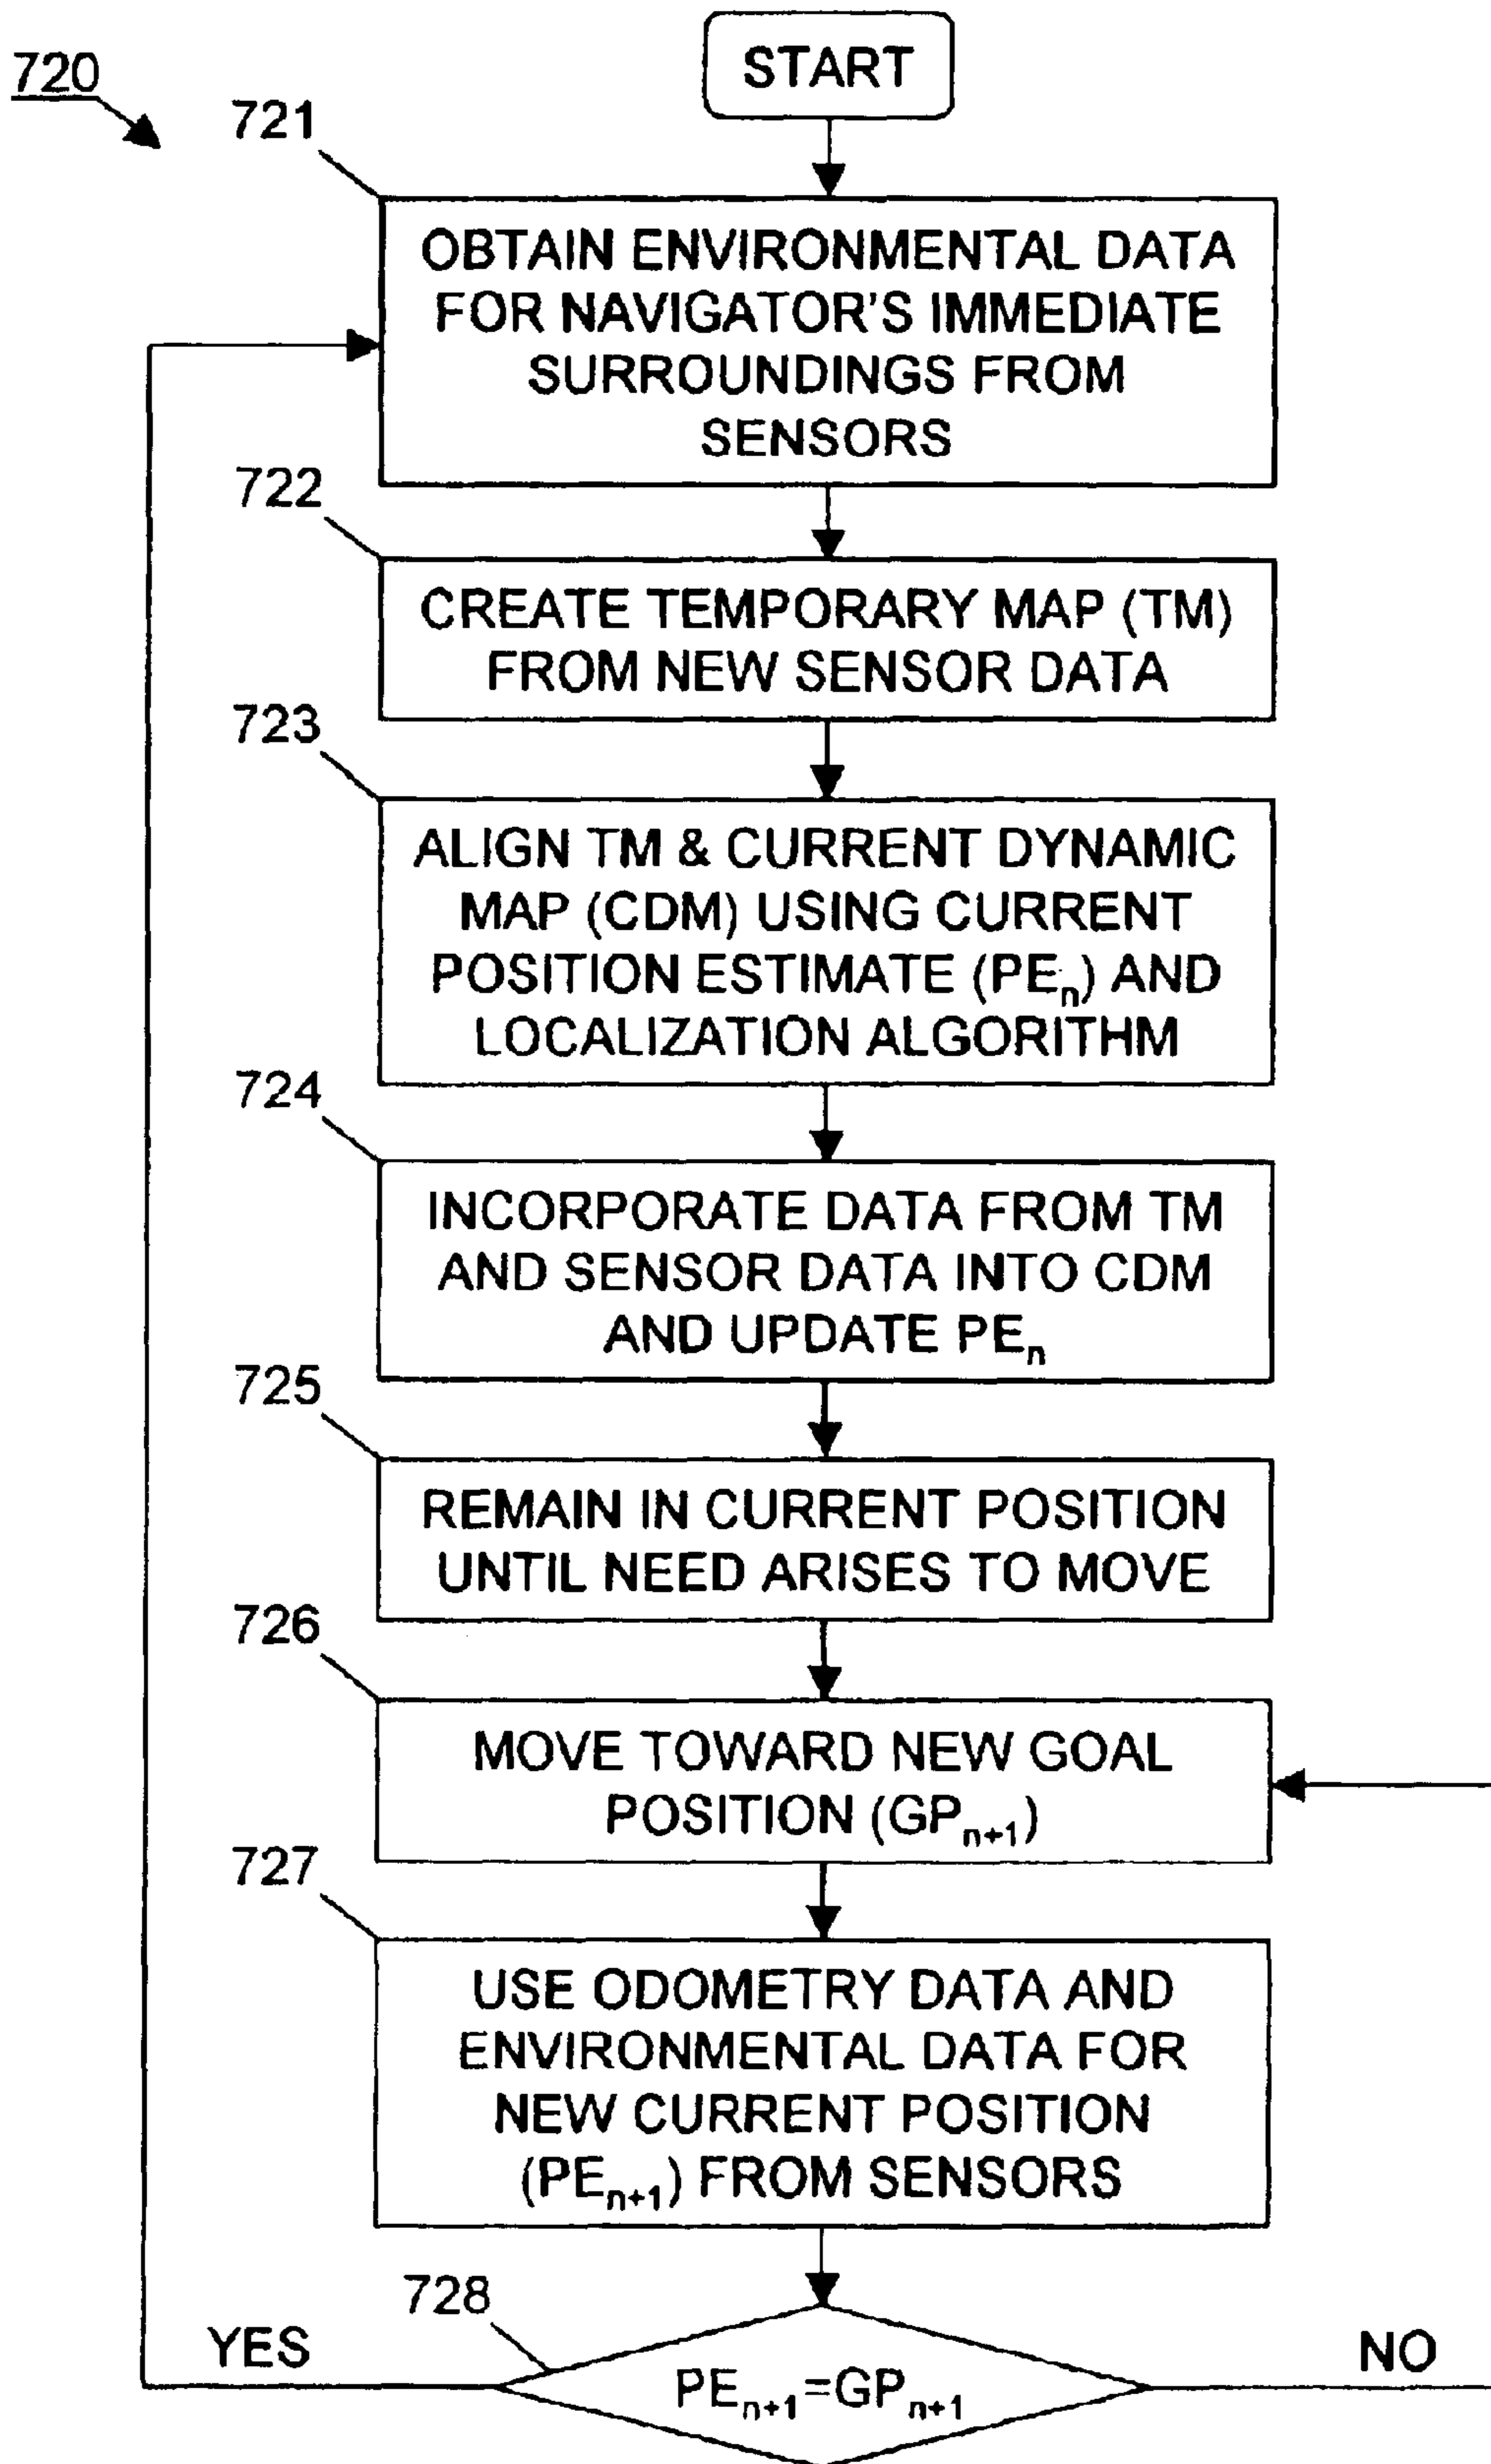 720
START
721
OBTAIN ENVIRONMENTAL DATA
FOR NAVIGATOR'S IMMEDIATE
SURROUNDINGS FROM
SENSORS
722
CREATE TEMPORARY MAP (TM)
FROM NEW SENSOR DATA
723
ALIGN TM & CURRENT DYNAMIC
MAP (CDM) USING CURRENT
POSITION ESTIMATE (PEₙ) AND
LOCALIZATION ALGORITHM
724
INCORPORATE DATA FROM TM
AND SENSOR DATA INTO CDM
AND UPDATE PEₙ
725
REMAIN IN CURRENT POSITION
UNTIL NEED ARISES TO MOVE
726
MOVE TOWARD NEW GOAL
POSITION (GPₙ₊₁)
727
USE ODOMETRY DATA AND
ENVIRONMENTAL DATA FOR
NEW CURRENT POSITION
(PEₙ₊₁) FROM SENSORS
728
YES
PEₙ₊₁=GPₙ₊₁
NO